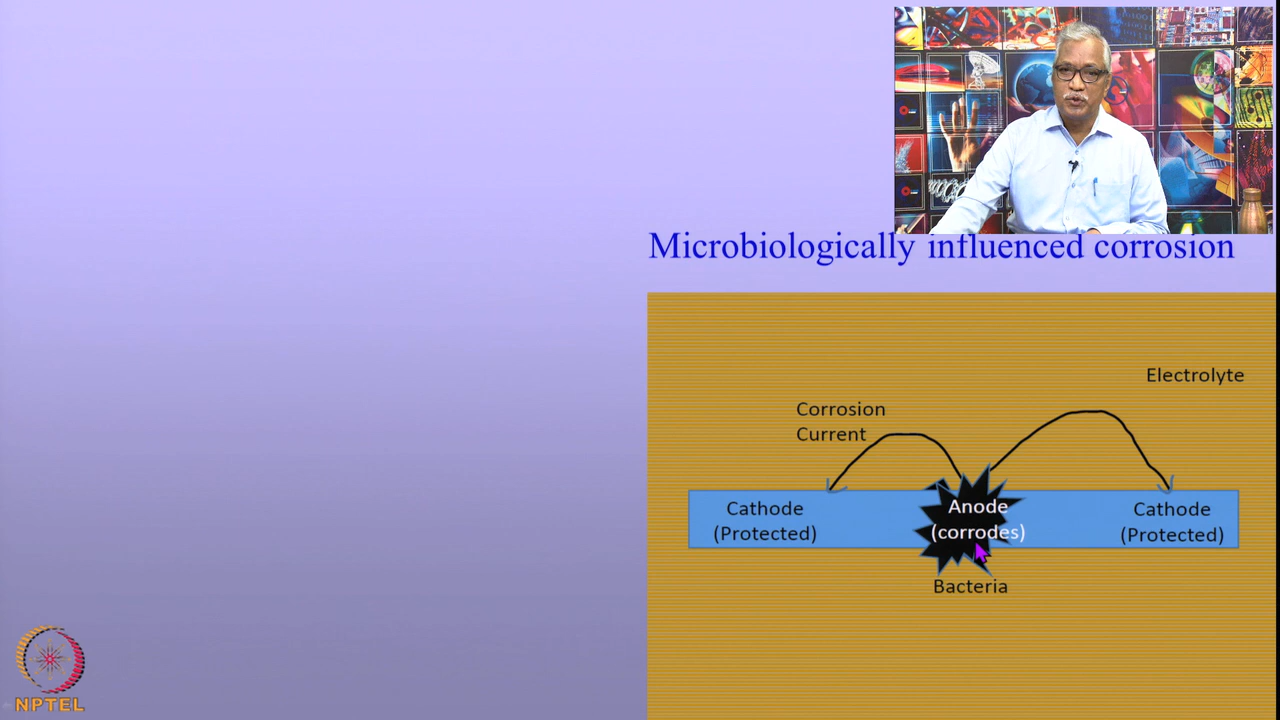 Microbiologically influenced corrosion
Electrolyte
Corrosion
Current
Cathode
(Protected)
Anode
(corrodes)
Cathode
(Protected)
Bacteria
NPTEL